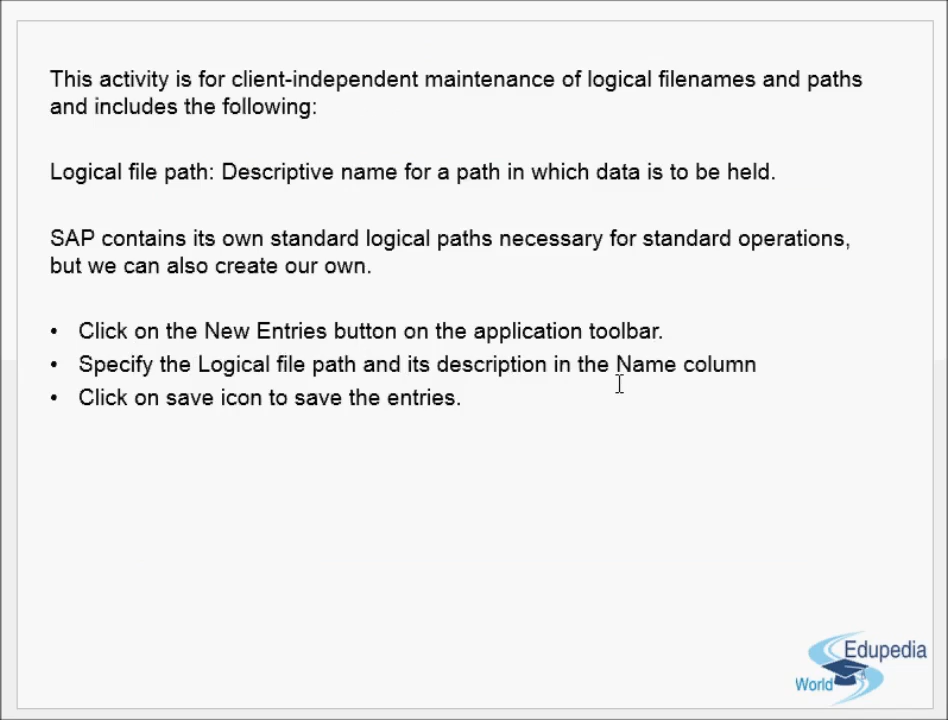 This activity is for client-independent maintenance of logical filenames and paths
and includes the following:
Logical file path: Descriptive name for a path in which data is to be held.
SAP contains its own standard logical paths necessary for standard operations,
but we can also create our own.
• Click on the New Entries button on the application toolbar.
• Specify the Logical file path and its description in the Name column
• Click on save icon to save the entries.
Edupedia
World